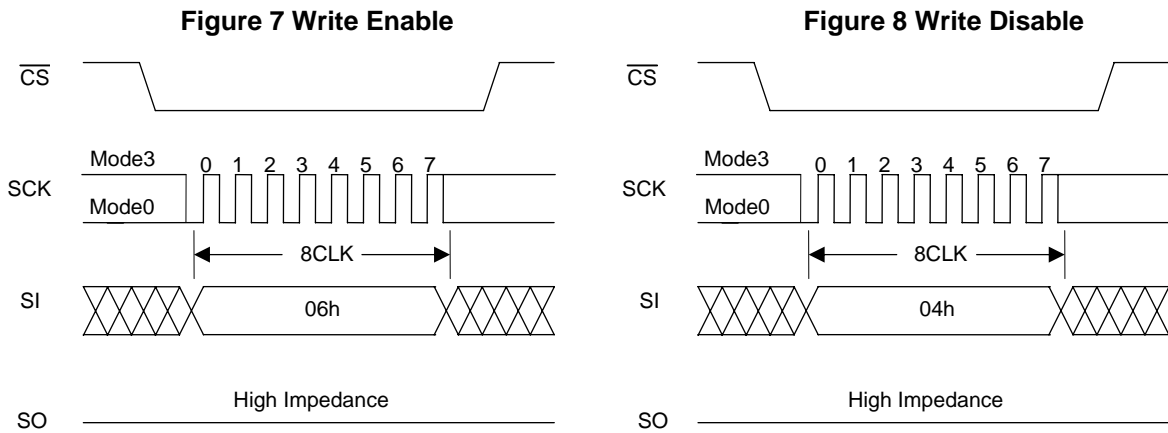 Figure 7 Write Enable
CS
Mode3
0 1 2 3 4 5 6 7
SCK
Mode0
8CLK
SI
06h
High Impedance
SO
Figure 8 Write Disable
CS
Mode3
0 1 2 3 4 5 6 7
SCK
Mode0
8CLK
SI
04h
High Impedance
SO